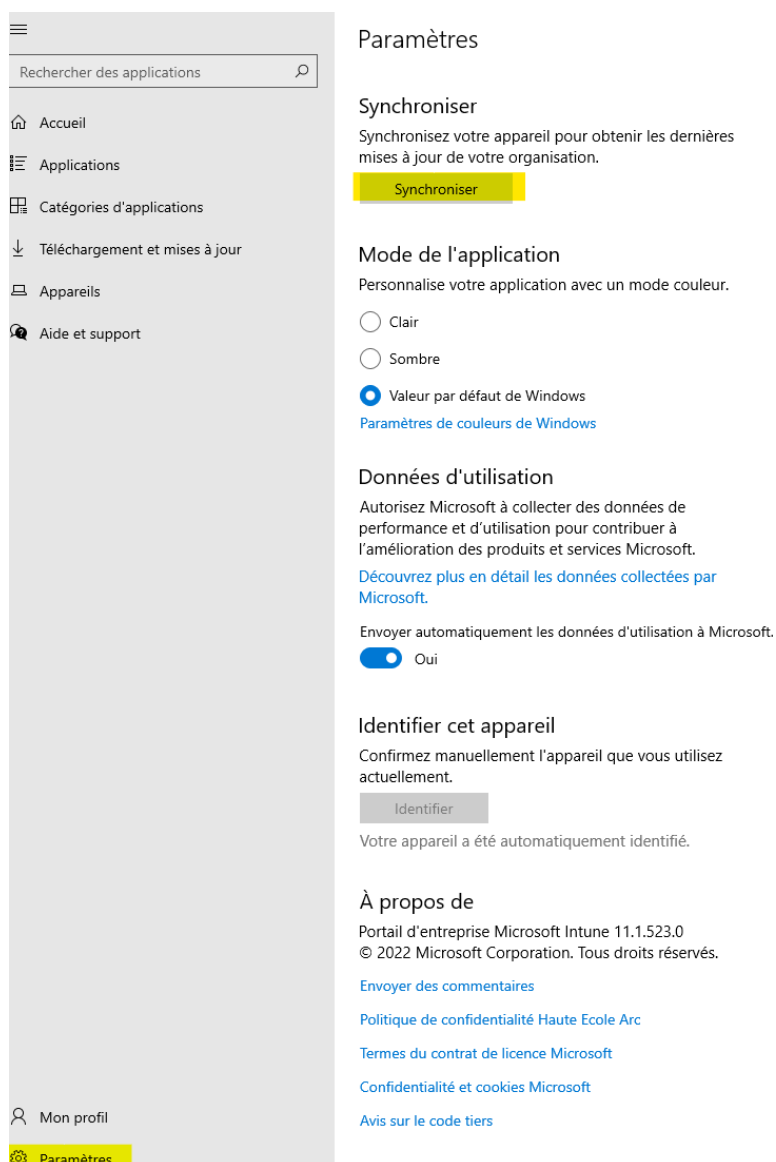 Rechercher des applications
Accueil
Applications
Catégories d'applications
Téléchargement et mises à jour
Appareils
Aide et support
Mon profil
Paramètres
Paramètres
Synchroniser
Synchronisez votre appareil pour obtenir les dernières
mises à jour de votre organisation.
Synchroniser
Mode de l'application
Personnalise votre application avec un mode couleur.
Clair
Sombre
Valeur par défaut de Windows
Paramètres de couleurs de Windows
Données d'utilisation
Autorisez Microsoft à collecter des données de
performance et d’utilisation pour contribuer à
l’amélioration des produits et services Microsoft.
Découvrez plus en détail les données collectées par
Microsoft.
Envoyer automatiquement les données d'utilisation à Microsoft.
Oui
Identifier cet appareil
Confirmez manuellement l'appareil que vous utilisez
actuellement.
Identifier
Votre appareil a été automatiquement identifié.
À propos de
Portail d'entreprise Microsoft Intune 11.1.523.0
© 2022 Microsoft Corporation. Tous droits réservés.
Envoyer des commentaires
Politique de confidentialité Haute Ecole Arc
Termes du contrat de licence Microsoft
Confidentialité et cookies Microsoft
Avis sur le code tiers